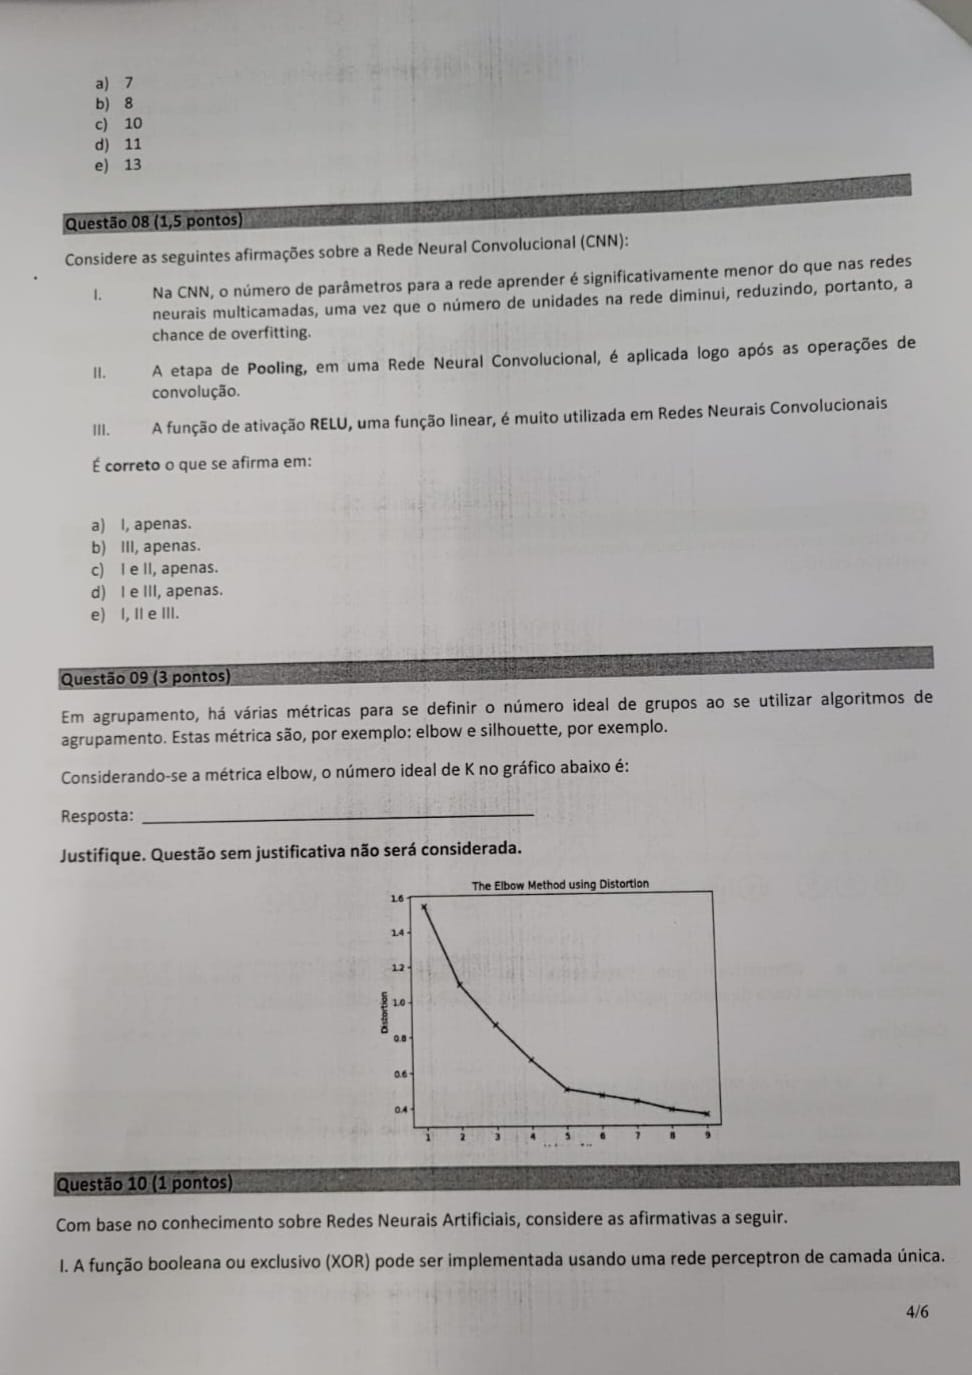 a) 7
b) 8
c) 10
d) 11
e) 13
Questão 08 (1,5 pontos)
Considere as seguintes afirmações sobre a Rede Neural Convolucional (CNN):
I. Na CNN, o número de parâmetros para a rede aprender é significativamente menor do que nas redes
neurais multicamadas, uma vez que o número de unidades na rede diminui, reduzindo, portanto, a
chance de overfitting.
II. A etapa de Pooling, em uma Rede Neural Convolucional, é aplicada logo após as operações de
convolução.
III. A função de ativação RELU, uma função linear, é muito utilizada em Redes Neurais Convolucionais
É correto o que se afirma em:
a) I, apenas.
b) III, apenas.
c) I e II, apenas.
d) I e III, apenas.
e) I, II e III.
Questão 09 (3 pontos)
Em agrupamento, há várias métricas para se definir o número ideal de grupos ao se utilizar algoritmos de
agrupamento. Estas métrica são, por exemplo: elbow e silhouette, por exemplo.
Considerando-se a métrica elbow, o número ideal de K no gráfico abaixo é:
Resposta:
Justifique. Questão sem justificativa não será considerada.
The Elbow Method using Distortion
1.6
1.4
1.2
1.0
0.8
0.6
0.4
Distortion
1 2 3 4 5 6 7 8 9
Questão 10 (1 pontos)
Com base no conhecimento sobre Redes Neurais Artificiais, considere as afirmativas a seguir.
I. A função booleana ou exclusivo (XOR) pode ser implementada usando uma rede perceptron de camada única.
4/6